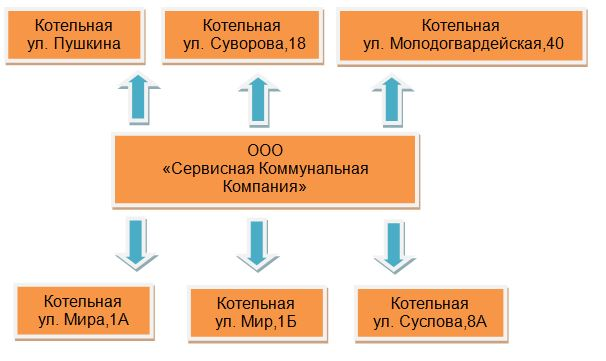 Котельная
ул. Пушкина
Котельная
ул. Суворова,18
Котельная
ул. Молодогвардейская,40
ООО
«Сервисная Коммунальная
Компания»
Котельная
ул. Мира,1А
Котельная
ул. Мир,1Б
Котельная
ул. Суслова,8А